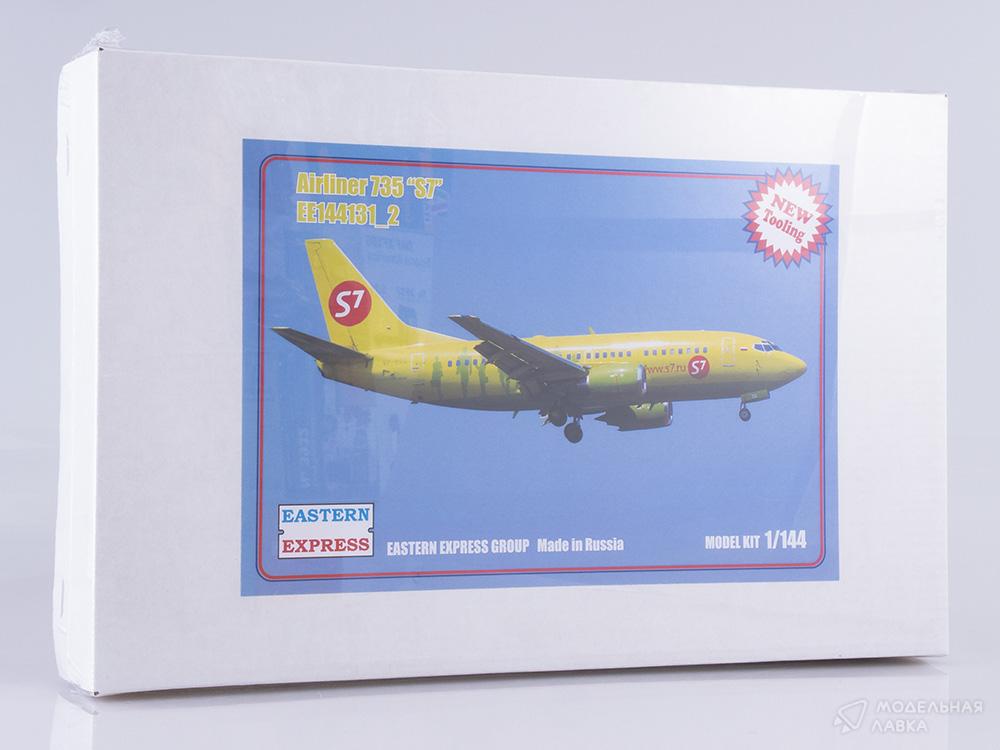 Airliner 735 "S7"
EE144131_2
NEW
Tooling
S7
www.s7.ru S7
EASTERN
EXPRESS
EASTERN EXPRESS GROUP Made in Russia
MODEL KIT 1/144
МОДЕЛЬНАЯ
ЛАВКА